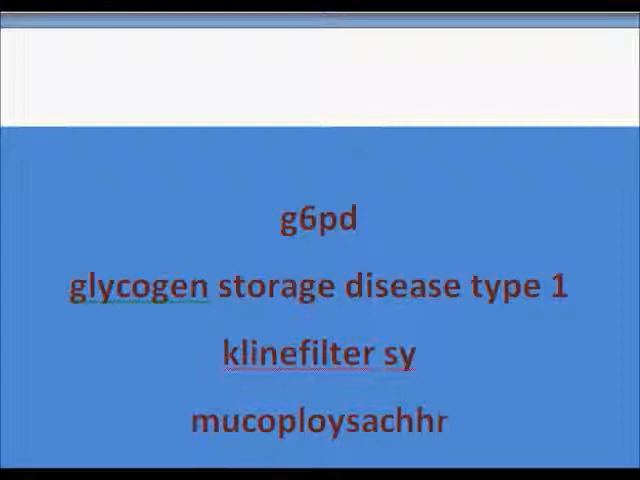 g6pd
glycogen storage disease type 1
klinefilter sy
mucoploysachhr